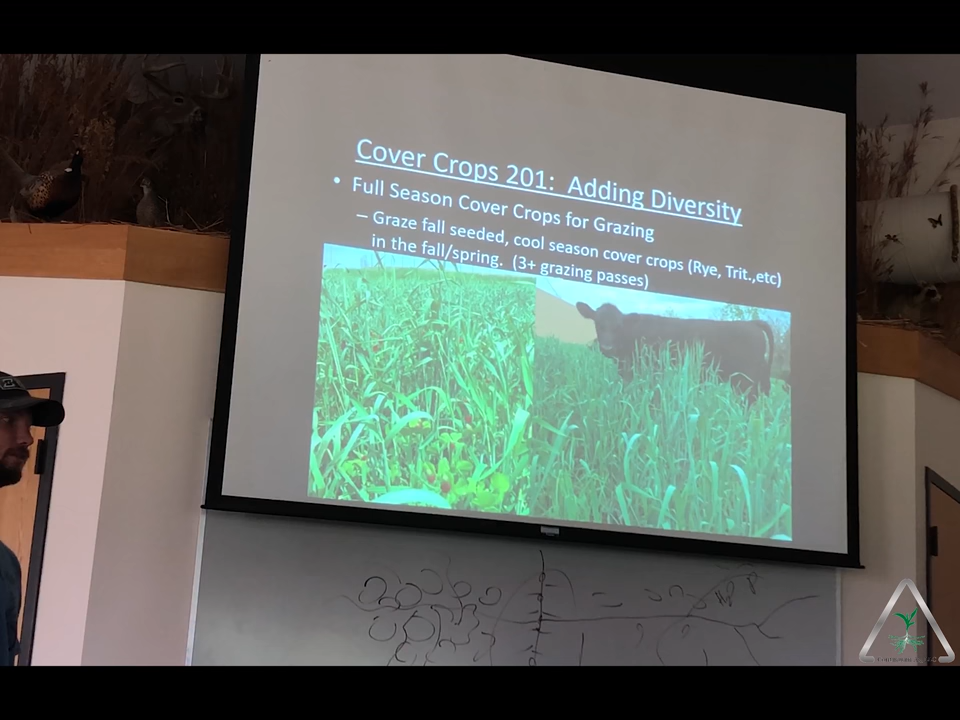 Cover Crops 201: Adding Diversity
• Full Season Cover Crops for Grazing
– Graze fall seeded, cool season cover crops (Rye, Trit.,etc)
in the fall/spring. (3+ grazing passes)